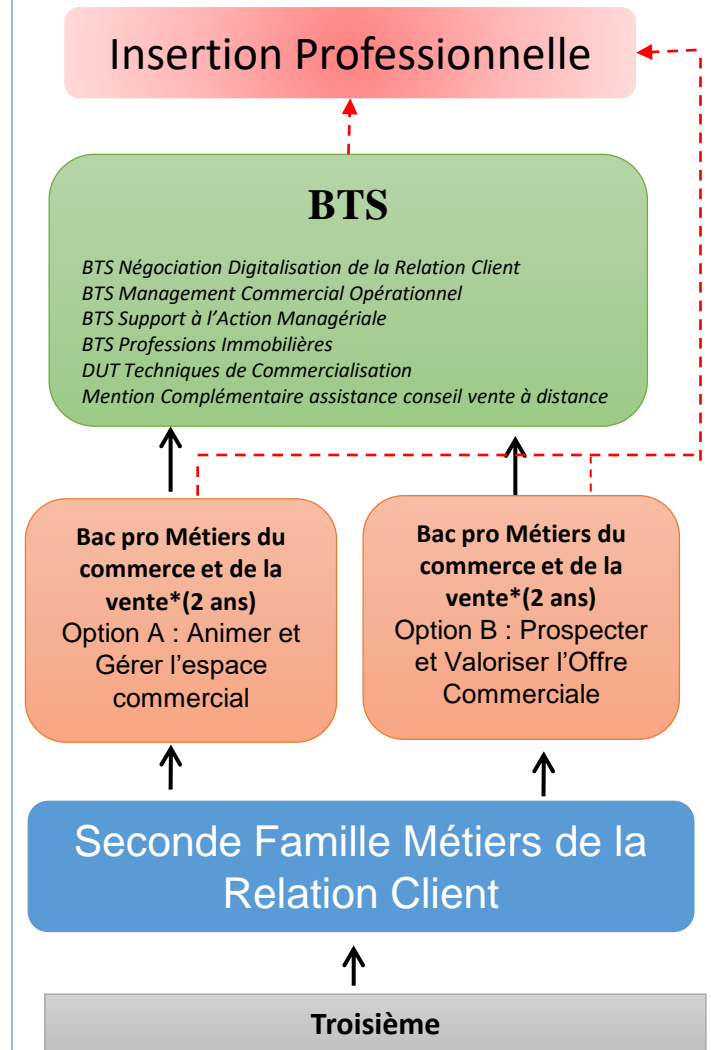 Insertion Professionnelle
BTS
BTS Négociation Digitalisation de la Relation Client
BTS Management Commercial Opérationnel
BTS Support à l’Action Managériale
BTS Professions Immobilières
DUT Techniques de Commercialisation
Mention Complémentaire assistance conseil vente à distance
Bac pro Métiers du
commerce et de la
vente*(2 ans)
Option A : Animer et
Gérer l’espace
commercial
Bac pro Métiers du
commerce et de la
vente*(2 ans)
Option B : Prospecter
et Valoriser l’Offre
Commerciale
Seconde Famille Métiers de la
Relation Client
Troisième